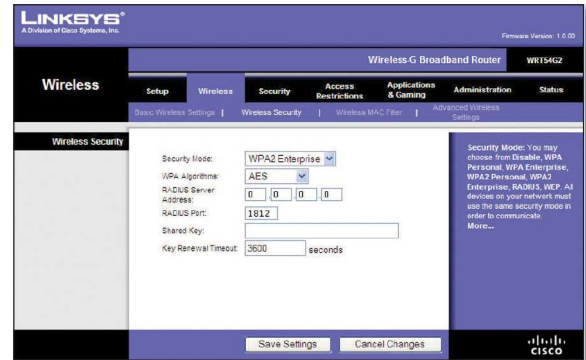 LINKSYS®
A Division of Cisco Systems, Inc.
Firmware Version: 1.0.00
Wireless-G Broadband Router WRT54G2
Wireless
Setup Wireless Security Access Restrictions Applications & Gaming Administration Status
Basic Wireless Settings | Wireless Security | Wireless MAC Filter | Advanced Wireless Settings
Wireless Security
Security Mode: WPA2 Enterprise
WPA Algorithms: AES
RADIUS Server Address: 0 . 0 . 0 . 0
RADIUS Port: 1812
Shared Key:
Key Renewal Timeout: 3600 seconds
Security Mode: You may
choose from Disable, WPA
Personal, WPA Enterprise,
WPA2 Personal, WPA2
Enterprise, RADIUS, WEP. All
devices on your network must
use the same security mode in
order to communicate.
More...
Save Settings Cancel Changes
CISCO